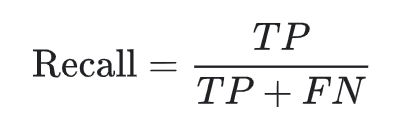 Recall = TP / (TP + FN)